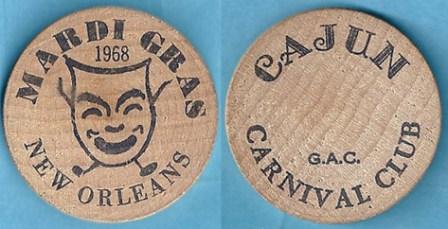 MARDI GRAS
1968
NEW ORLEANS
CAJUN
G.A.C.
CARNIVAL CLUB